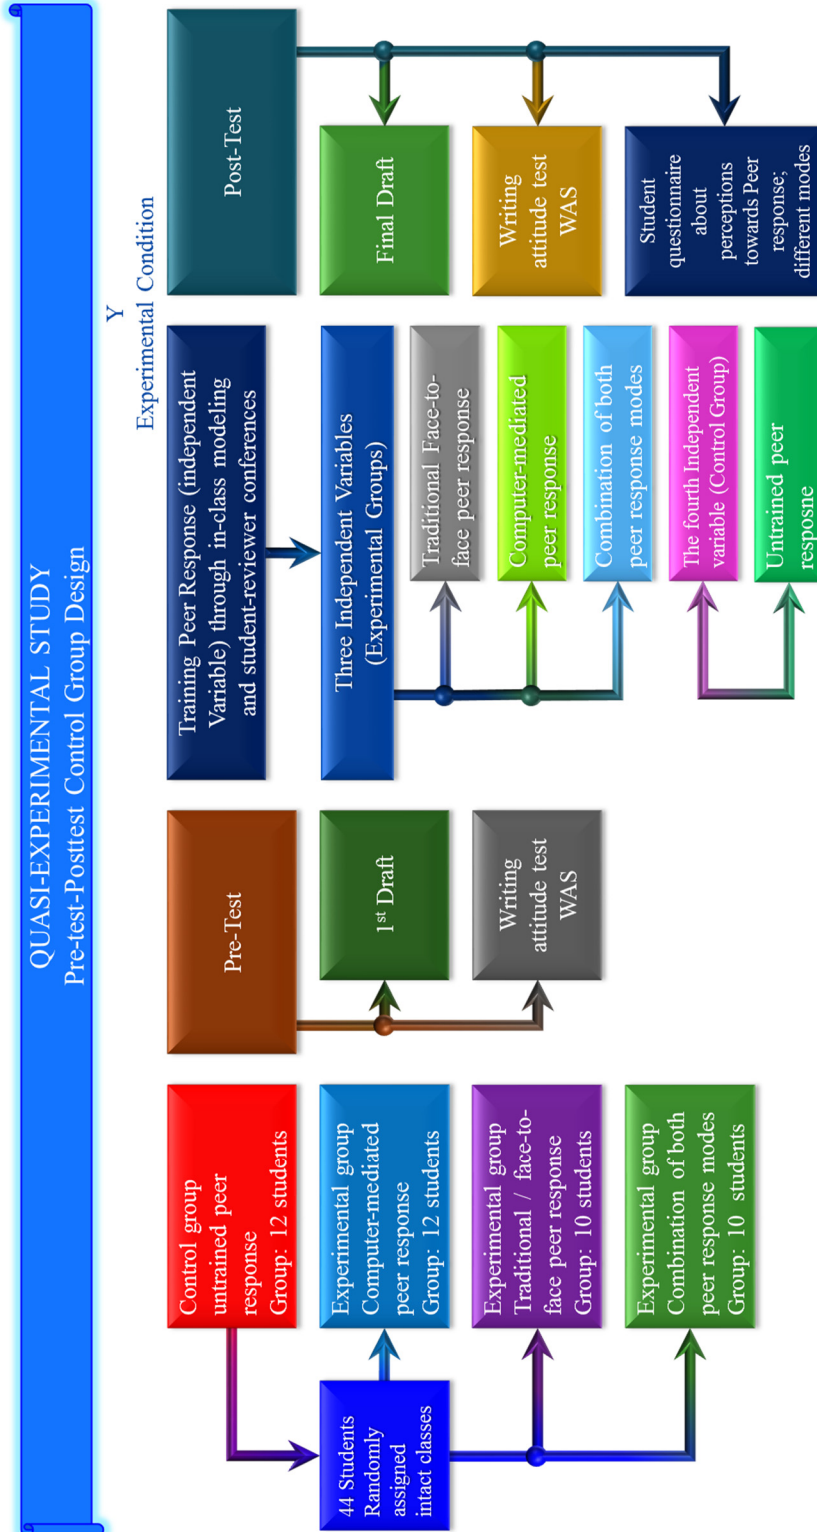 QUASI-EXPERIMENTAL STUDY
Pre-test-Posttest Control Group Design
Y
Experimental Condition
44 Students
Randomly
assigned
intact classes
Control group
untrained peer
response
Group: 12 students
Experimental group
Computer-mediated
peer response
Group: 12 students
Experimental group
Traditional / face-to-
face peer response
Group: 10 students
Experimental group
Combination of both
peer response modes
Group: 10 students
Pre-Test
1st Draft
Writing
attitude test
WAS
Training Peer Response (independent
Variable) through in-class modeling
and student-reviewer conferences
Three Independent Variables
(Experimental Groups)
Traditional Face-to-
face peer response
Computer-mediated
peer response
Combination of both
peer response modes
The fourth Independent
variable (Control Group)
Untrained peer
resposne
Post-Test
Final Draft
Writing
attitude test
WAS
Student
questionnaire
about
perceptions
towards Peer
response;
different modes